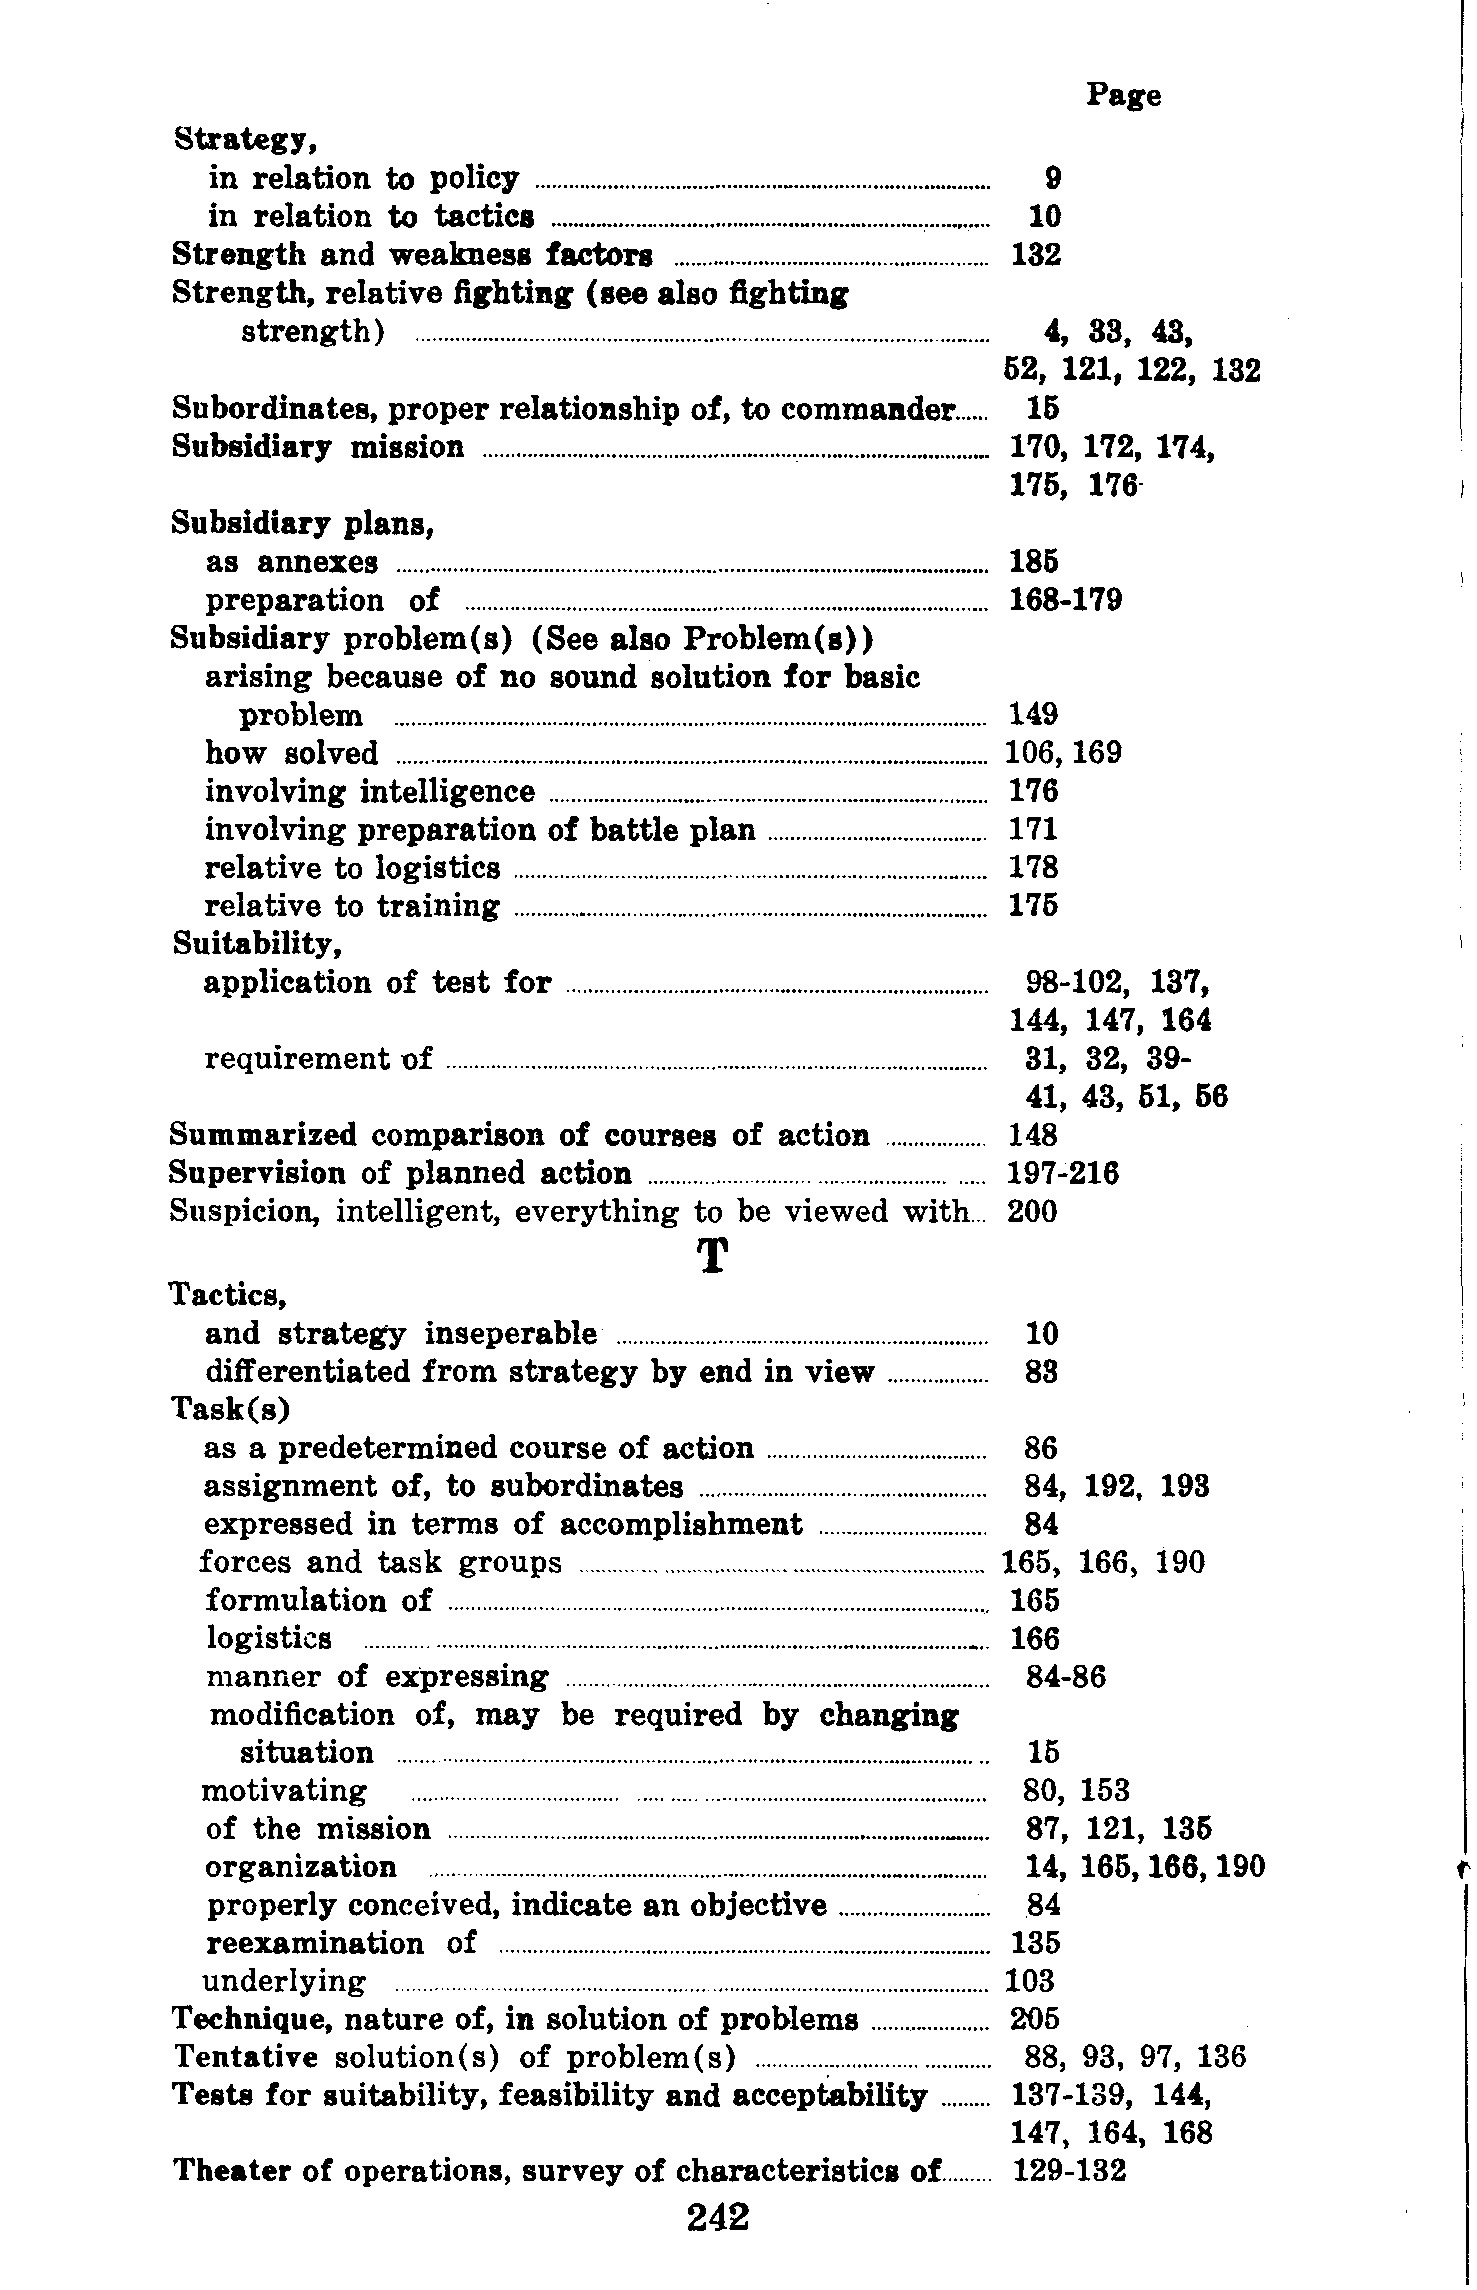 Page
Strategy,
in relation to policy ........ 9
in relation to tactics ........ 10
Strength and weakness factors ........ 132
Strength, relative fighting (see also fighting
strength) ........ 4, 33, 43,
52, 121, 122, 132
Subordinates, proper relationship of, to commander...... 15
Subsidiary mission ........ 170, 172, 174,
175, 176
Subsidiary plans,
as annexes ........ 185
preparation of ........ 168-179
Subsidiary problem(s) (See also Problem(s))
arising because of no sound solution for basic
problem ........ 149
how solved ........ 106, 169
involving intelligence ........ 176
involving preparation of battle plan ........ 171
relative to logistics ........ 178
relative to training ........ 175
Suitability,
application of test for ........ 98-102, 137,
144, 147, 164
requirement of ........ 31, 32, 39-
41, 43, 51, 56
Summarized comparison of courses of action ........ 148
Supervision of planned action ........ 197-216
Suspicion, intelligent, everything to be viewed with... 200
T
Tactics,
and strategy inseperable ........ 10
differentiated from strategy by end in view ........ 83
Task(s)
as a predetermined course of action ........ 86
assignment of, to subordinates ........ 84, 192, 193
expressed in terms of accomplishment ........ 84
forces and task groups ........ 165, 166, 190
formulation of ........ 165
logistics ........ 166
manner of expressing ........ 84-86
modification of, may be required by changing
situation ........ 15
motivating ........ 80, 153
of the mission ........ 87, 121, 135
organization ........ 14, 165, 166, 190
properly conceived, indicate an objective ........ 84
reexamination of ........ 135
underlying ........ 103
Technique, nature of, in solution of problems ........ 205
Tentative solution(s) of problem(s) ........ 88, 93, 97, 136
Tests for suitability, feasibility and acceptability ........ 137-139, 144,
147, 164, 168
Theater of operations, survey of characteristics of........ 129-132
242